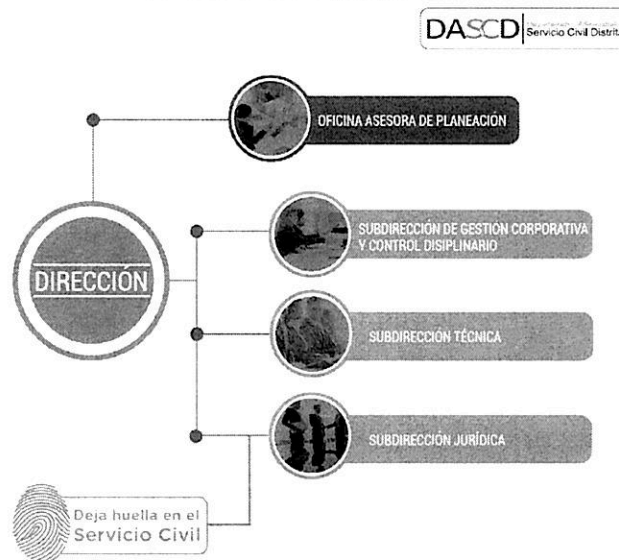 DASCD
Servicio Civil Distrit
OFICINA ASESORA DE PLANEACIÓN
DIRECCIÓN
SUBDIRECCIÓN DE GESTIÓN CORPORATIVA
Y CONTROL DISIPLINARIO
SUBDIRECCIÓN TÉCNICA
SUBDIRECCIÓN JURÍDICA
Deja huella en el
Servicio Civil